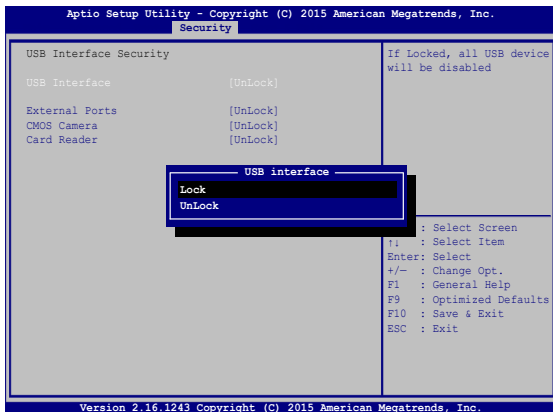 Aptio Setup Utility - Copyright (C) 2015 American Megatrends, Inc.
Security
USB Interface Security
USB Interface [UnLock]
External Ports [UnLock]
CMOS Camera [UnLock]
Card Reader [UnLock]
USB interface
Lock
UnLock
If Locked, all USB device
will be disabled
: Select Screen
↑↓ : Select Item
Enter: Select
+/— : Change Opt.
F1 : General Help
F9 : Optimized Defaults
F10 : Save & Exit
ESC : Exit
Version 2.16.1243 Copyright (C) 2015 American Megatrends, Inc.